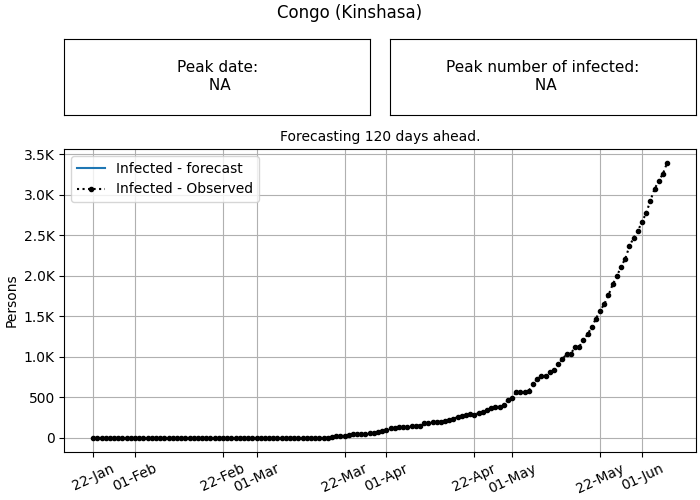 Congo (Kinshasa)
Peak date:
NA
Peak number of infected:
NA
Forecasting 120 days ahead.
Infected - forecast
Infected - Observed
3.5K
3.0K
2.5K
2.0K
1.5K
1.0K
500
0
Persons
22-Jan
01-Feb
22-Feb
01-Mar
22-Mar
01-Apr
22-Apr
01-May
22-May
01-Jun